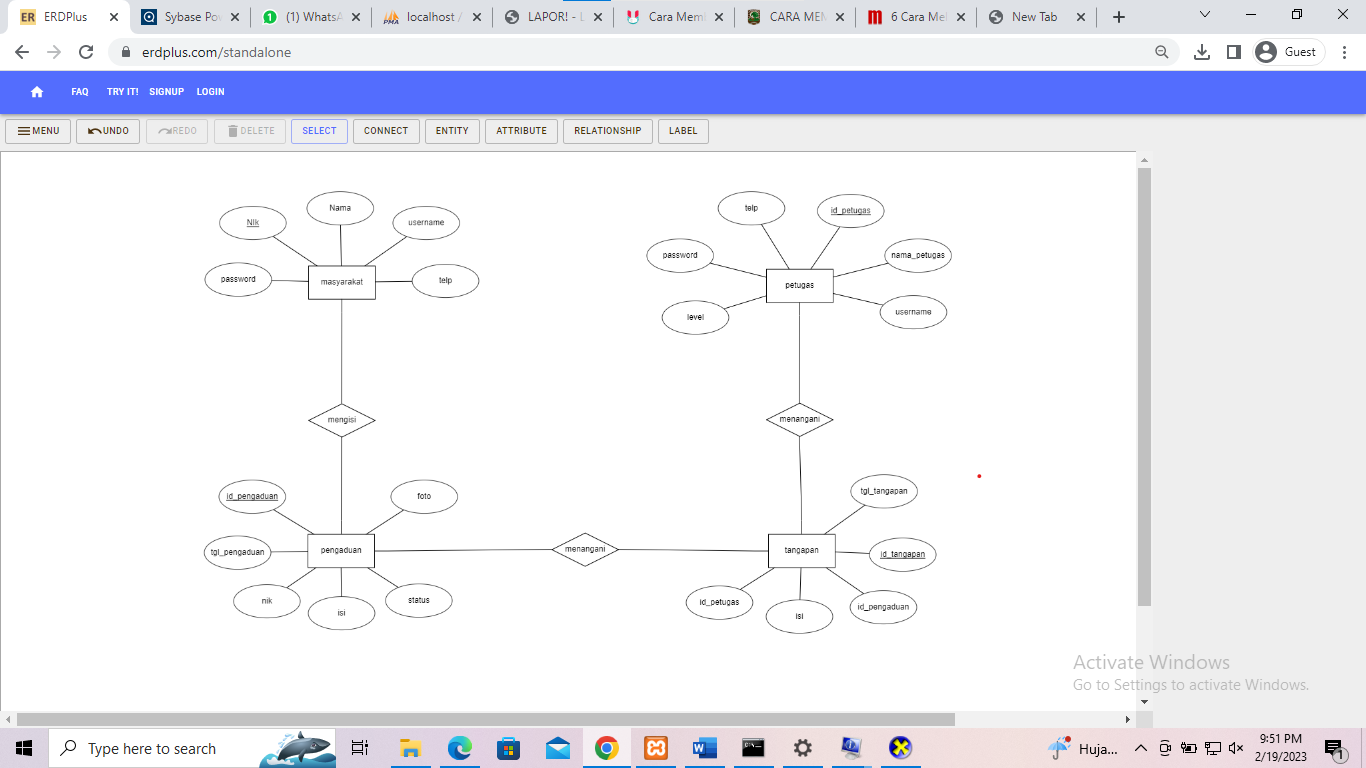 ERDPlus
Sybase Po
(1) WhatsA
localhost /
LAPOR! - L
Cara Mem
CARA MEM
6 Cara Me
New Tab
erdplus.com/standalone
Guest
FAQ
TRY IT!
SIGNUP
LOGIN
MENU
UNDO
REDO
DELETE
SELECT
CONNECT
ENTITY
ATTRIBUTE
RELATIONSHIP
LABEL
Nik
Nama
username
password
telp
masyarakat
telp
id_petugas
password
nama_petugas
level
username
petugas
mengisi
menangani
id_pengaduan
foto
tgl_pengaduan
pengaduan
nik
isi
status
menangani
tgl_tangapan
tangapan
id_tangapan
id_petugas
isi
id_pengaduan
Activate Windows
Go to Settings to activate Windows.
Type here to search
Huja...
9:51 PM
2/19/2023
1